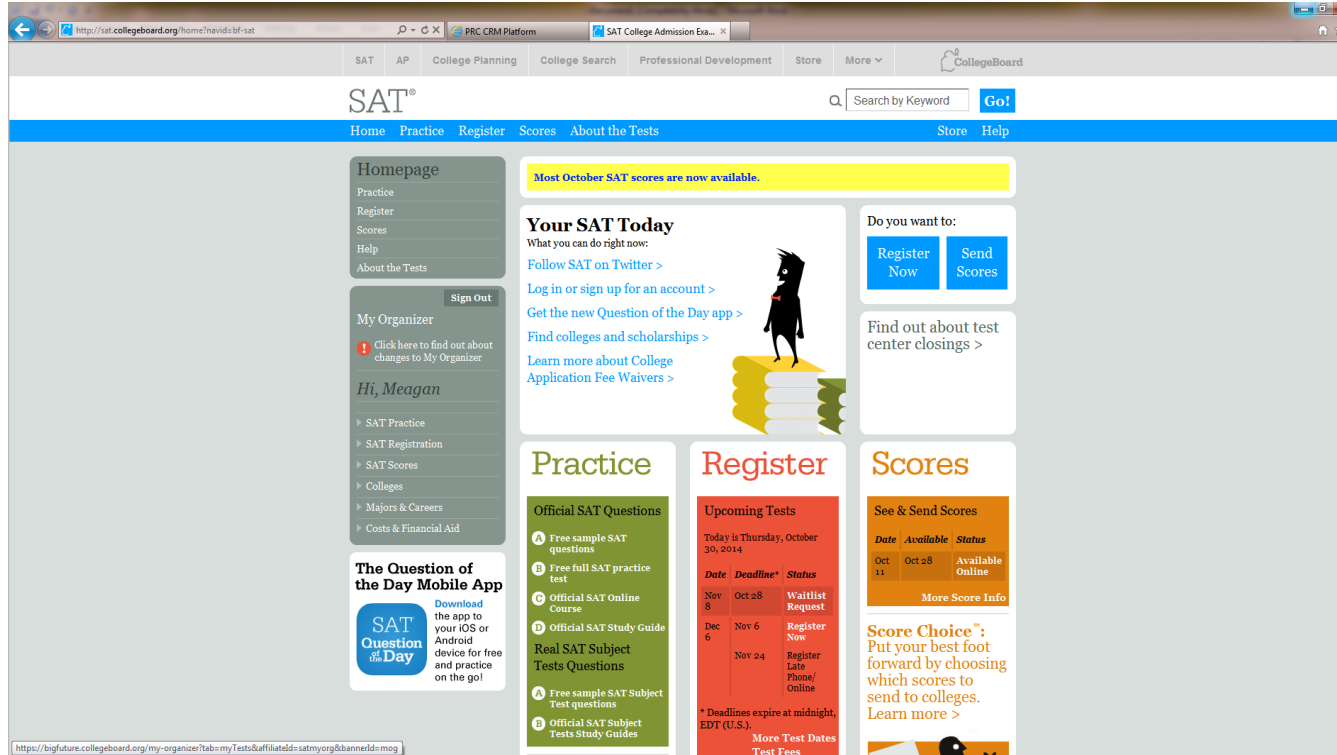 http://sat.collegeboard.org/home?navid=bf-sat
PRC CRM Platform
SAT College Admission Exa...
SAT AP College Planning College Search Professional Development Store More
CollegeBoard
SAT®
Search by Keyword Go!
Home Practice Register Scores About the Tests Store Help
Homepage
Practice
Register
Scores
Help
About the Tests
Sign Out
My Organizer
Click here to find out about
changes to My Organizer
Hi, Meagan
SAT Practice
SAT Registration
SAT Scores
Colleges
Majors & Careers
Costs & Financial Aid
The Question of
the Day Mobile App
SAT
Question
of the Day
Download
the app to
your iOS or
Android
device for free
and practice
on the go!
Most October SAT scores are now available.
Your SAT Today
What you can do right now:
Follow SAT on Twitter >
Log in or sign up for an account >
Get the new Question of the Day app >
Find colleges and scholarships >
Learn more about College
Application Fee Waivers >
Do you want to:
Register
Now
Send
Scores
Find out about test
center closings >
Practice
Official SAT Questions
A Free sample SAT
questions
B Free full SAT practice
test
C Official SAT Online
Course
D Official SAT Study Guide
Real SAT Subject
Tests Questions
A Free sample SAT Subject
Test questions
B Official SAT Subject
Tests Study Guides
Register
Upcoming Tests
Today is Thursday, October
30, 2014
Date Deadline* Status
Nov 8 Oct 28 Waitlist
Request
Dec 6 Nov 6 Register
Now
Nov 24 Register
Late
Phone/
Online
* Deadlines expire at midnight,
EDT (U.S.).
More Test Dates
Test Fees
Scores
See & Send Scores
Date Available Status
Oct 11 Oct 28 Available
Online
More Score Info
Score Choice™:
Put your best foot
forward by choosing
which scores to
send to colleges.
Learn more >
https://bigfuture.collegeboard.org/my-organizer?tab=myTests&affiliateId=satmyorg&bannerId=mog